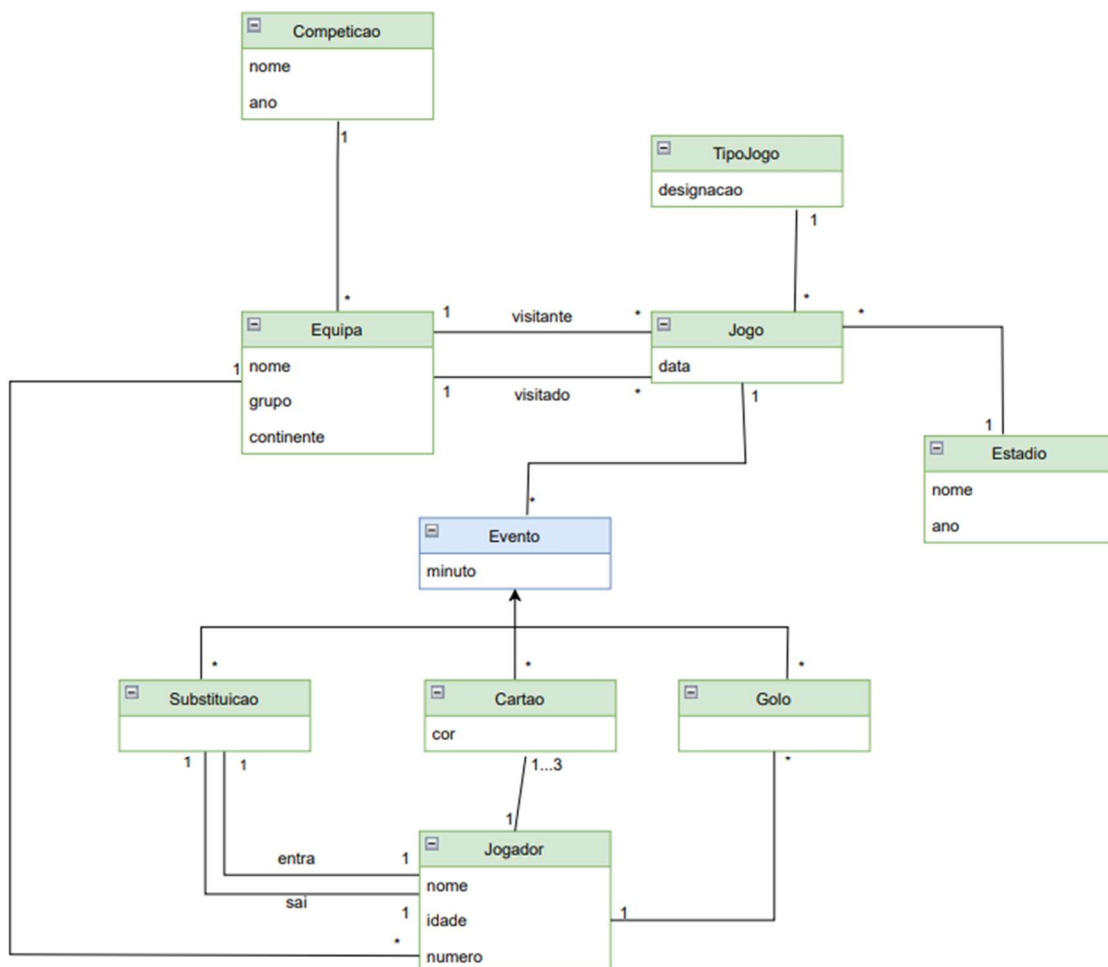 Competicao
nome
ano
1
TipoJogo
designacao
1
*
*
*
Equipa
nome
grupo
continente
1
1
visitante
*
1
visitado
*
Jogo
data
1
1
Estadio
nome
ano
*
Evento
minuto
*
*
*
Substituicao
Cartao
cor
Golo
1
1
1...3
*
1
entra
1
sai
1
*
Jogador
nome
idade
numero
1